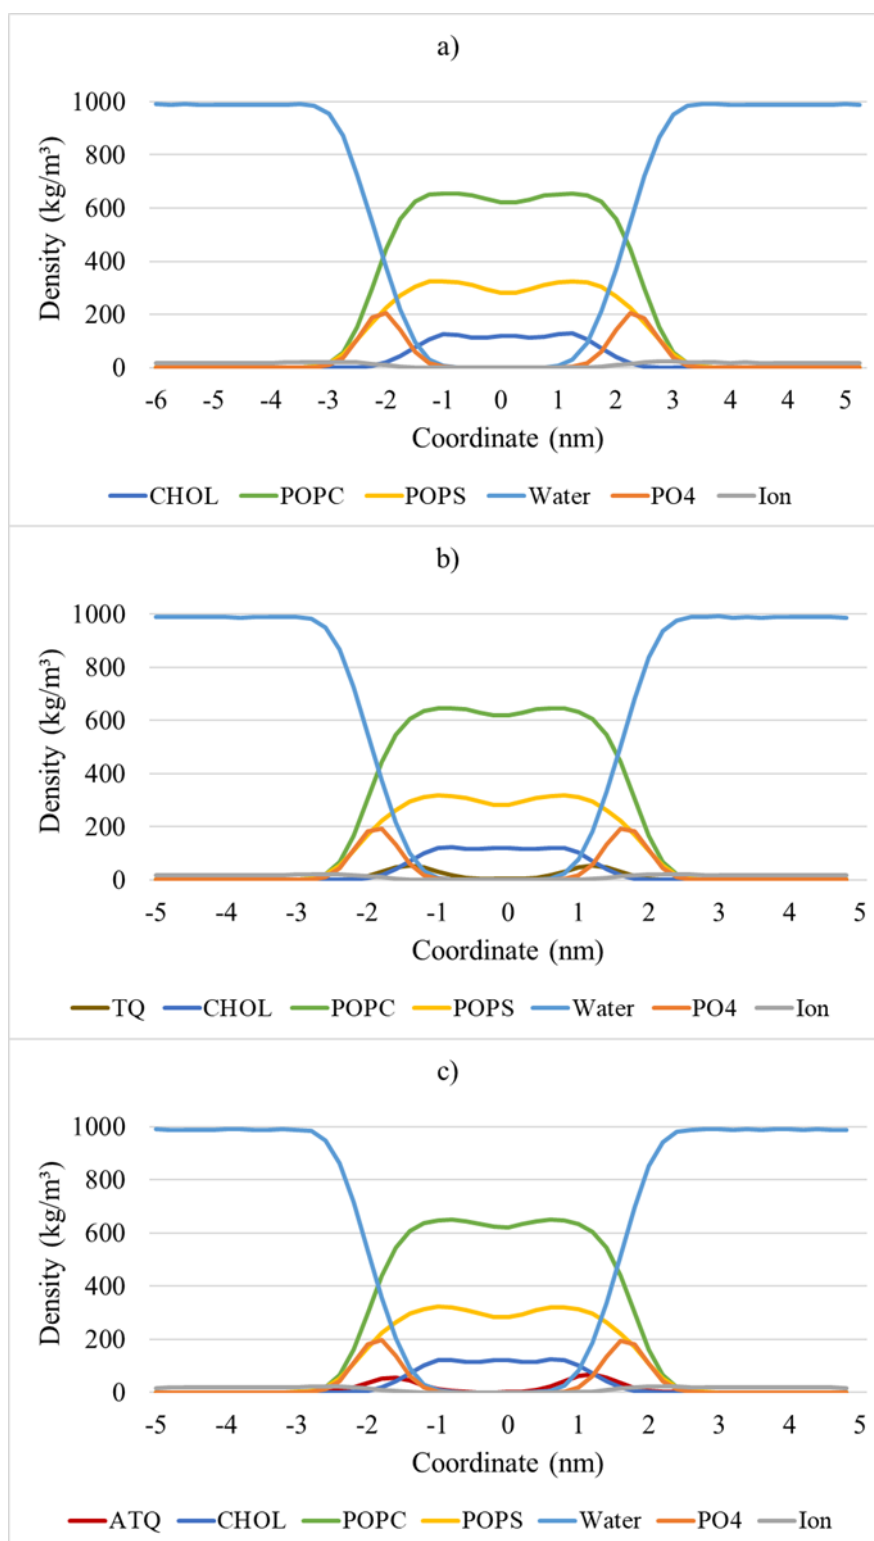 a)
1000
800
600
400
200
0
Density (kg/m³)
-6 -5 -4 -3 -2 -1 0 1 2 3 4 5
Coordinate (nm)
CHOL POPC POPS Water PO4 Ion
b)
1000
800
600
400
200
0
Density (kg/m³)
-5 -4 -3 -2 -1 0 1 2 3 4 5
Coordinate (nm)
TQ CHOL POPC POPS Water PO4 Ion
c)
1000
800
600
400
200
0
Density (kg/m³)
-5 -4 -3 -2 -1 0 1 2 3 4 5
Coordinate (nm)
ATQ CHOL POPC POPS Water PO4 Ion